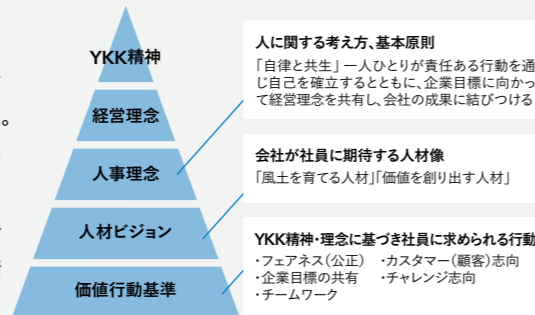 YKK精神
経営理念
人事理念
人材ビジョン
価値行動基準
人に関する考え方、基本原則
「自律と共生」一人ひとりが責任ある行動を通
じ自己を確立するとともに、企業目標に向かっ
て経営理念を共有し、会社の成果に結びつける
会社が社員に期待する人材像
「風土を育てる人材」「価値を創り出す人材」
YKK精神・理念に基づき社員に求められる行動
・フェアネス（公正） ・カスタマー（顧客）志向
・企業目標の共有 ・チャレンジ志向
・チームワーク